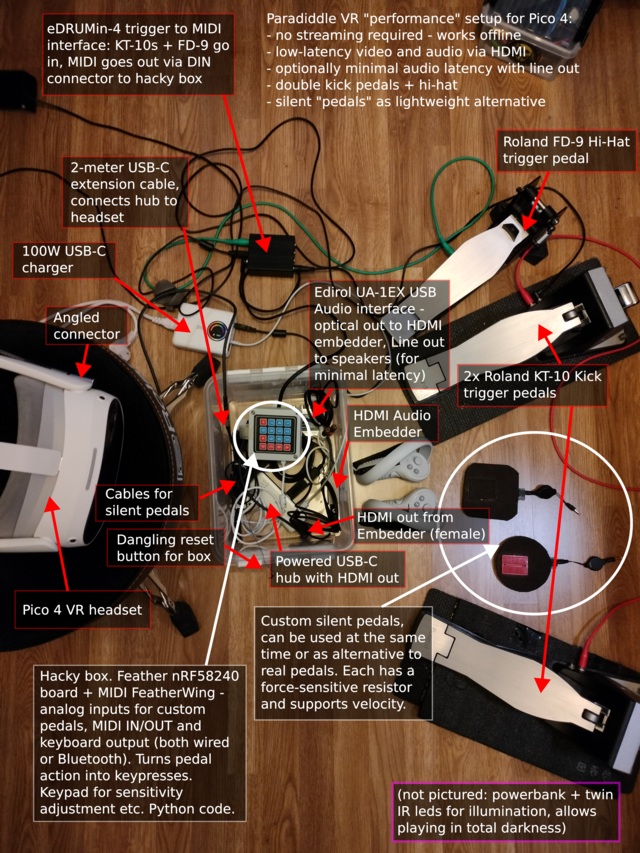 eDRUMin-4 trigger to MIDI
interface: KT-10s + FD-9 go
in, MIDI goes out via DIN
connector to hacky box
Paradiddle VR "performance" setup for Pico 4:
- no streaming required - works offline
- low-latency video and audio via HDMI
- optionally minimal audio latency with line out
- double kick pedals + hi-hat
- silent "pedals" as lightweight alternative
Roland FD-9 Hi-Hat
trigger pedal
2-meter USB-C
extension cable,
connects hub to
headset
100W USB-C
charger
Angled
connector
Edirol UA-1EX USB
Audio interface -
optical out to HDMI
embedder, Line out
to speakers (for
minimal latency)
2x Roland KT-10 Kick
trigger pedals
HDMI Audio
Embedder
Cables for
silent pedals
HDMI out from
Embedder (female)
Dangling reset
button for box
Powered USB-C
hub with HDMI out
Pico 4 VR headset
Custom silent pedals,
can be used at the same
time or as alternative to
real pedals. Each has a
force-sensitive resistor
and supports velocity.
Hacky box. Feather nRF58240
board + MIDI FeatherWing -
analog inputs for custom
pedals, MIDI IN/OUT and
keyboard output (both wired
or Bluetooth). Turns pedal
action into keypresses.
Keypad for sensitivity
adjustment etc. Python code.
(not pictured: powerbank + twin
IR leds for illumination, allows
playing in total darkness)